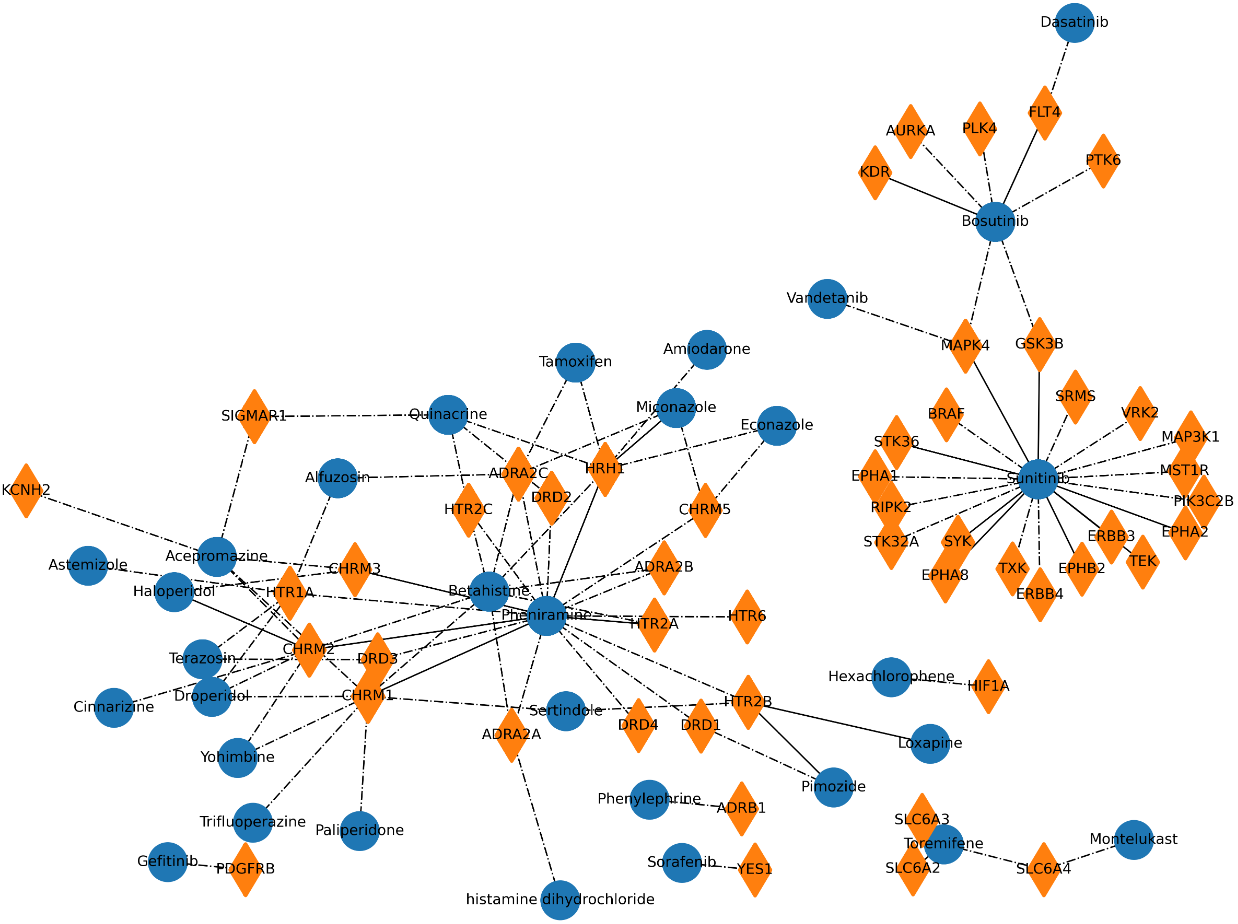 Dasatinib
FLT4
PLK4
AURKA
PTK6
KDR
Bosutinib
Vandetanib
MAPK4
GSK3B
Amiodarone
Tamoxifen
SRMS
Miconazole
BRAF
VRK2
SIGMAR1
Quinacrine
Econazole
MAP3K1
STK36
HRH1
ADRA2C
MST1R
EPHA1
Sunitinib
Alfuzosin
KCNH2
DRD2
PIK3C2B
RIPK2
HTR2C
CHRM5
EPHA2
ERBB3
STK32A
SYK
Acepromazine
Astemizole
CHRM3
ADRA2B
TXK
EPHB2
TEK
EPHA8
Haloperidol
HTR1A
Betahistine
ERBB4
Pheniramine
HTR6
HTR2A
CHRM2
Terazosin
DRD3
Hexachlorophene
HIF1A
Droperidol
CHRM1
Cinnarizine
Sertindole
HTR2B
ADRA2A
DRD4
DRD1
Loxapine
Yohimbine
Pimozide
Phenylephrine
ADRB1
Trifluoperazine
Paliperidone
SLC6A3
Toremifene
Montelukast
Gefitinib
PDGFRB
Sorafenib
YES1
SLC6A2
SLC6A4
histamine dihydrochloride